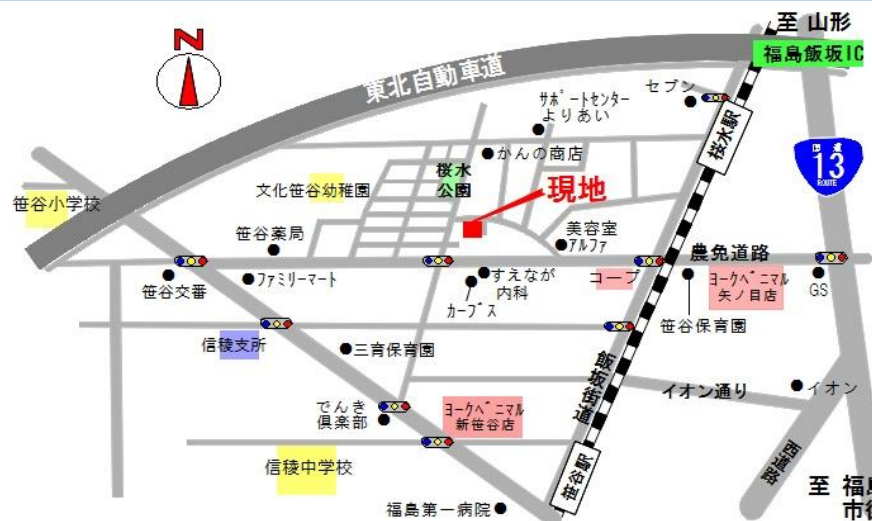 至 山形
福島飯坂IC
N
東北自動車道
セブン
サポートセンター
よりあい
桜水駅
国道
13
ROUTE
かんの商店
桜水
公園
文化笹谷幼稚園
現地
笹谷小学校
笹谷薬局
美容室
アルファ
農免道路
笹谷交番
ファミリーマート
すえなが
内科
カーブス
コープ
ヨークベニマル
矢ノ目店
GS
笹谷保育園
信稜支所
三育保育園
飯坂街道
イオン通り
イオン
でんき
倶楽部
ヨークベニマル
新笹谷店
信稜中学校
笹谷駅
西道路
福島第一病院
至 福島
市街